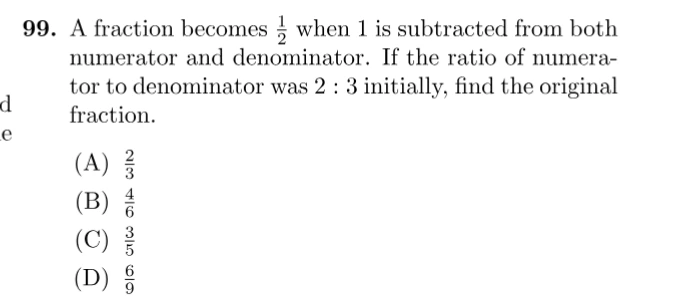 99. A fraction becomes 1/2 when 1 is subtracted from both
numerator and denominator. If the ratio of numera-
tor to denominator was 2 : 3 initially, find the original
d
fraction.
e
(A) 2/3
(B) 4/6
(C) 3/5
(D) 6/9